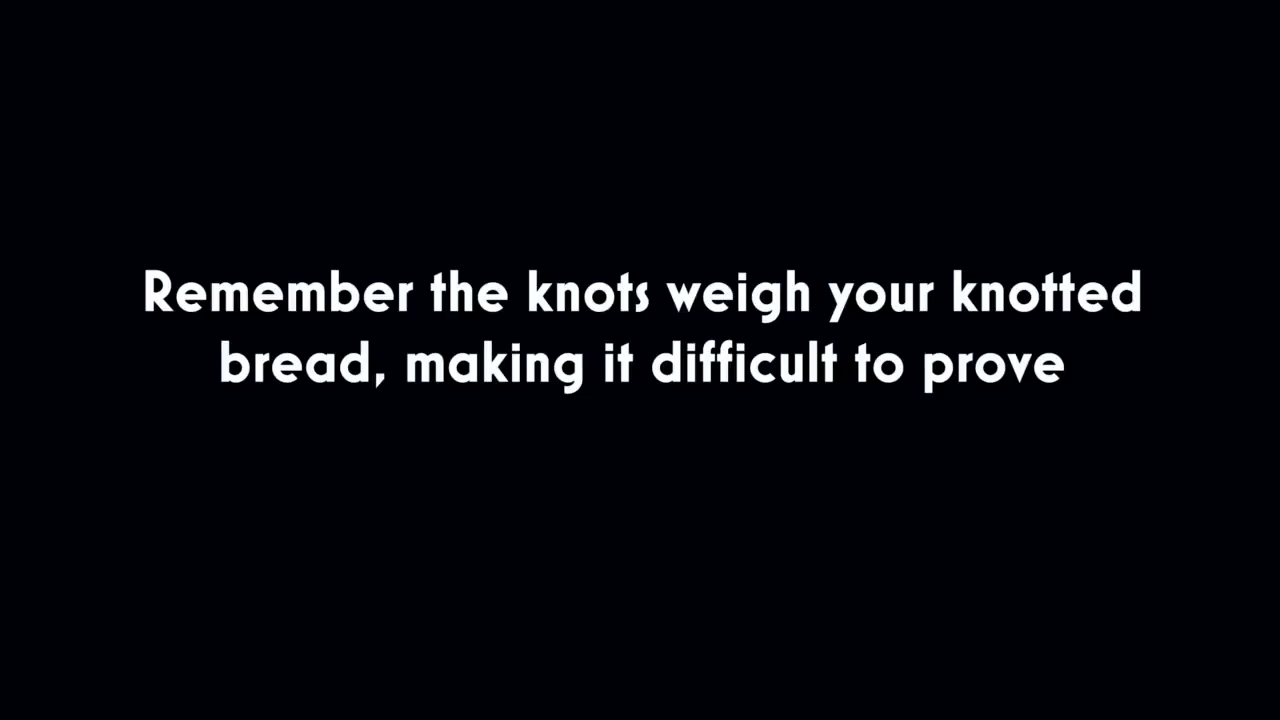 Remember the knots weigh your knotted
bread, making it difficult to prove